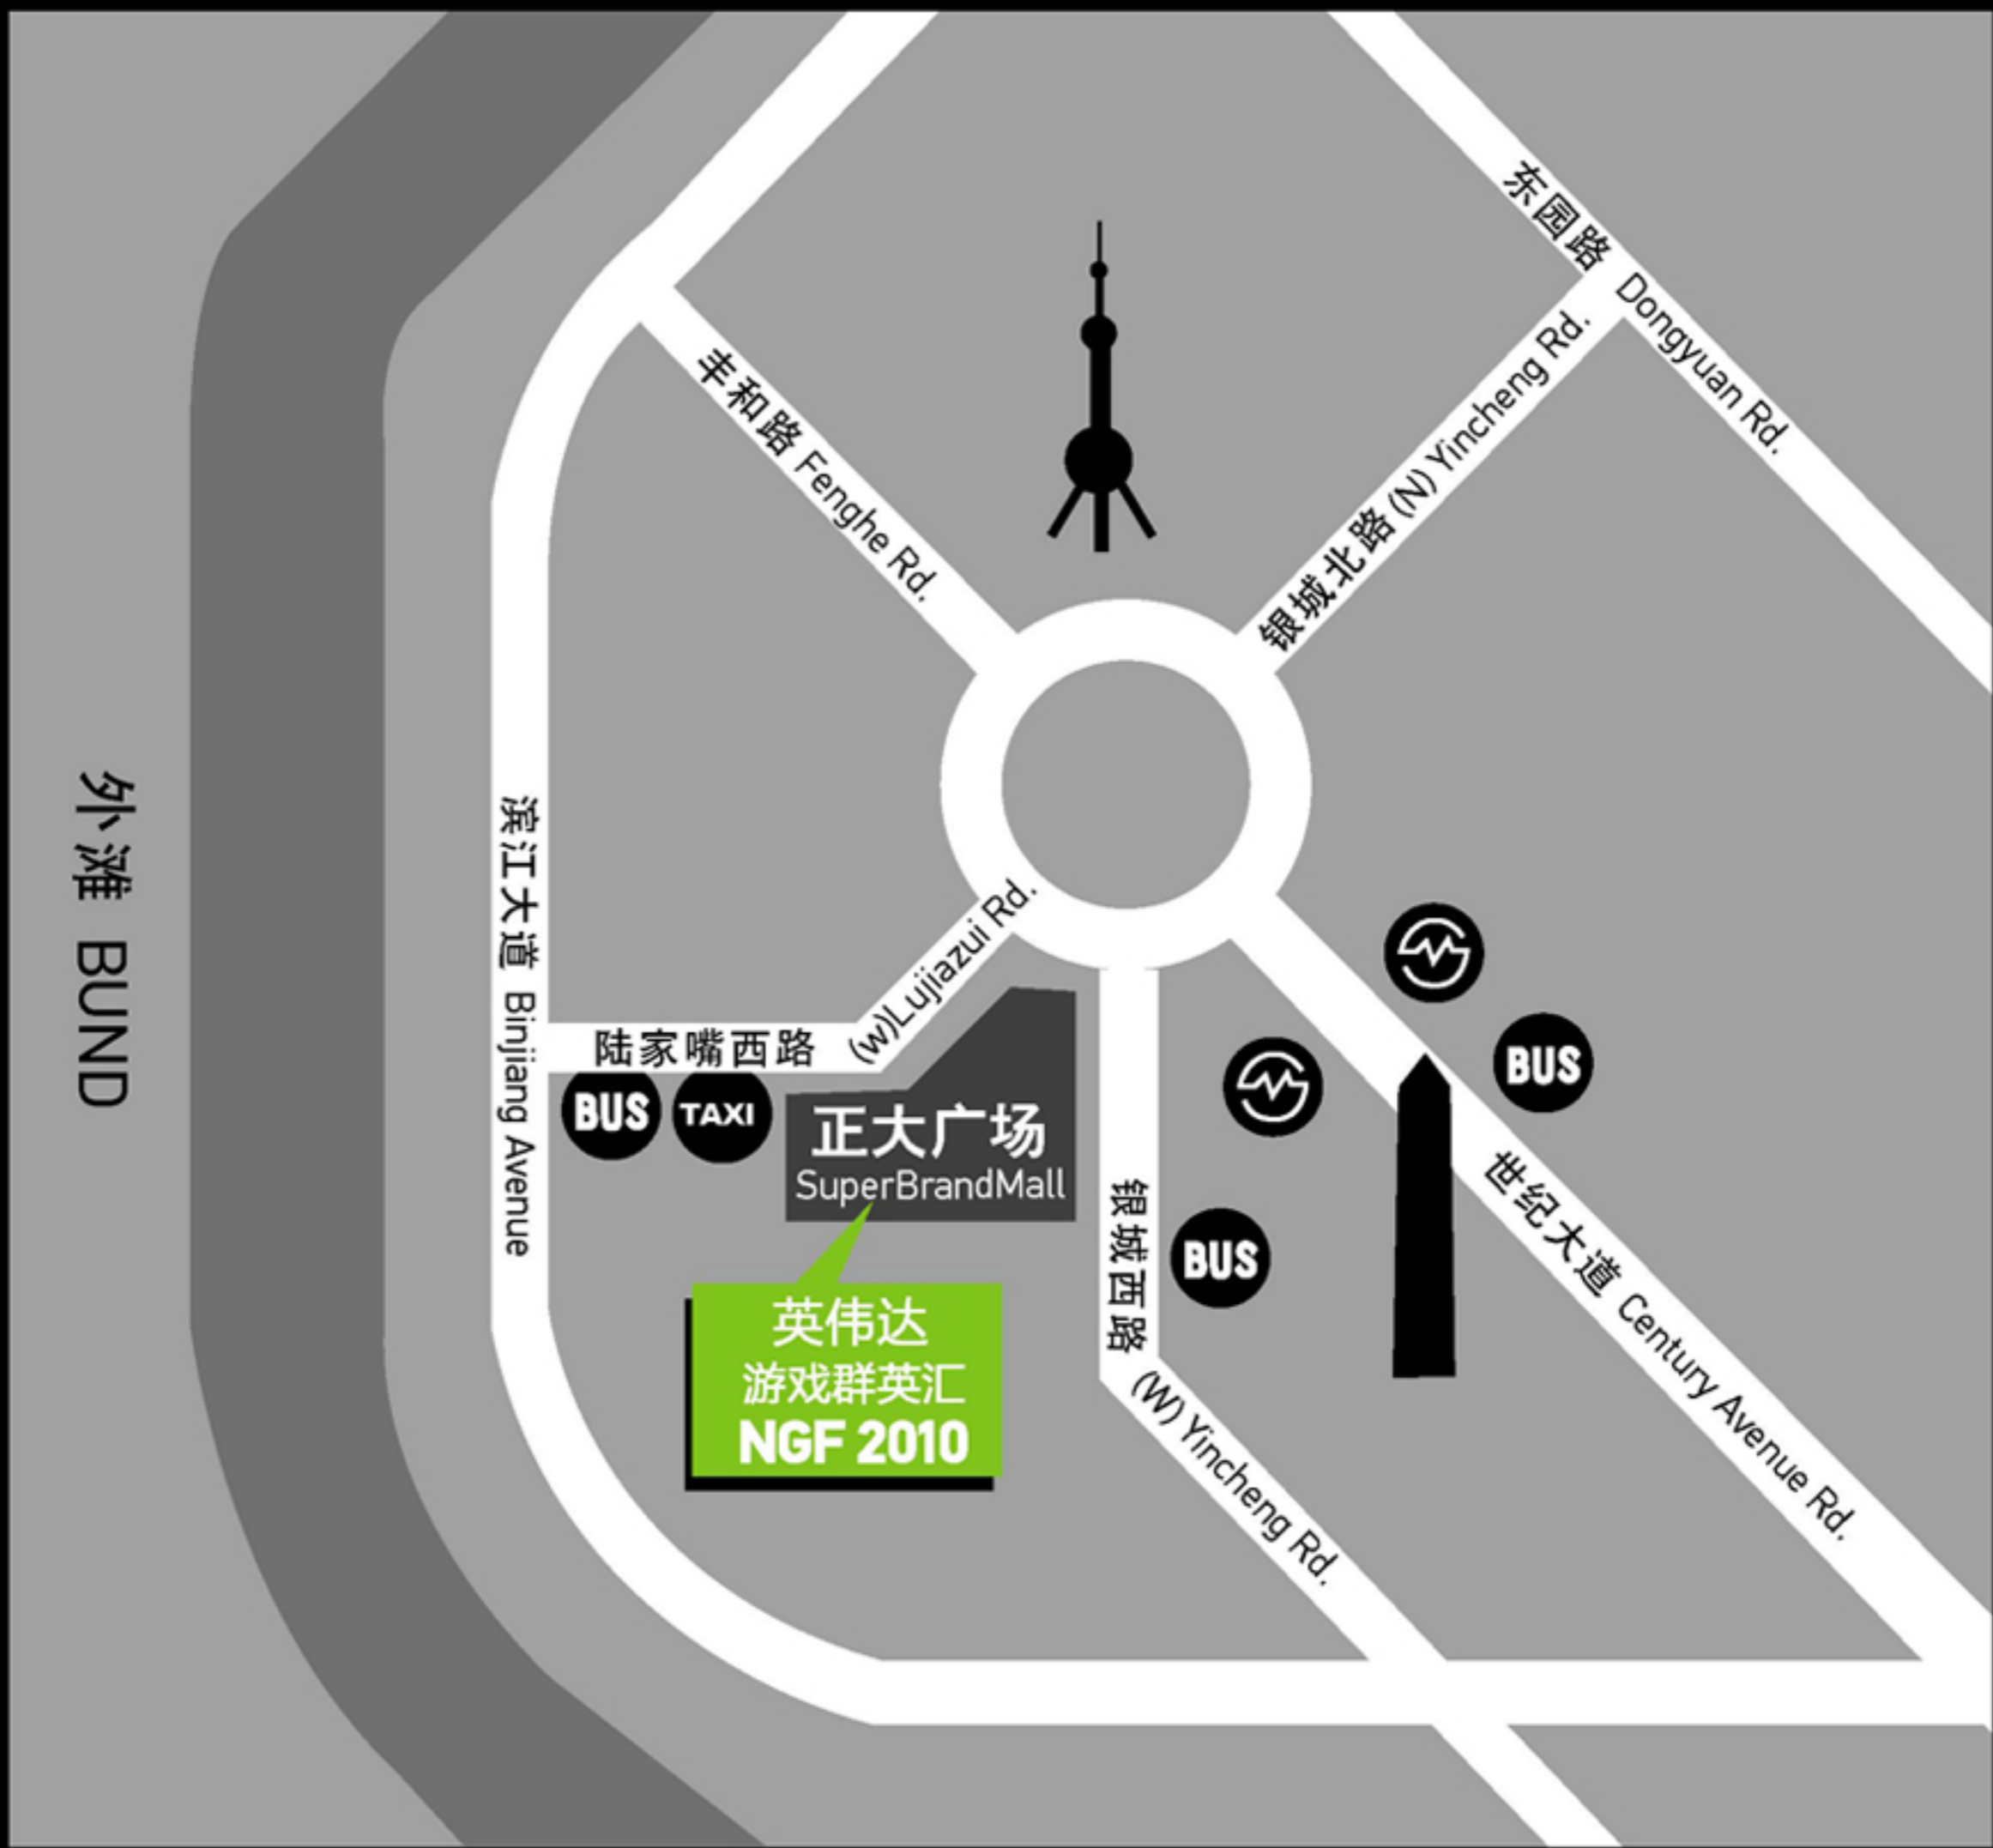 东园路 Dongyuan Rd.
丰和路 Fenghe Rd.
银城北路 (N) Yincheng Rd.
外滩 BUND
滨江大道 Binjiang Avenue
陆家嘴西路 (w)Lujiazui Rd.
BUS
TAXI
BUS
正大广场
SuperBrandMall
银城西路 (W) Yincheng Rd.
BUS
世纪大道 Century Avenue Rd.
英伟达
游戏群英汇
NGF 2010